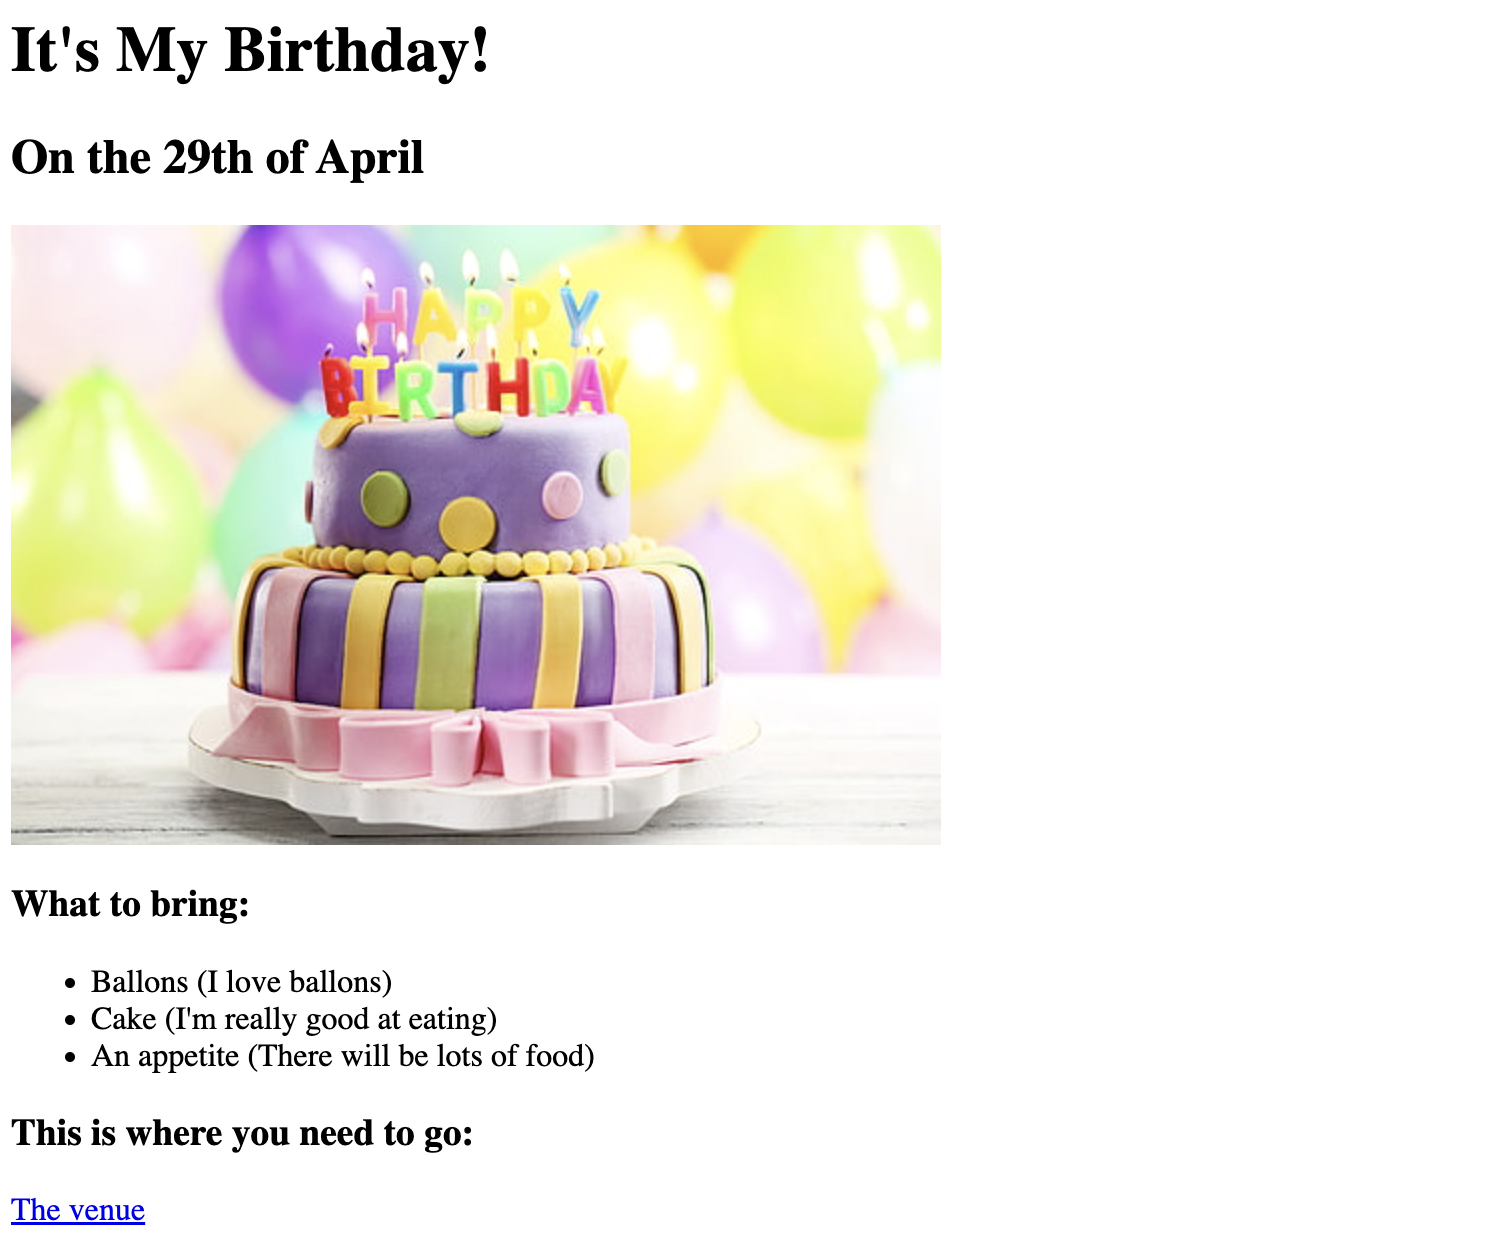 It's My Birthday!
On the 29th of April
HAPPY
BIRTHDAY
What to bring:
Ballons (I love ballons)
Cake (I'm really good at eating)
An appetite (There will be lots of food)
This is where you need to go:
The venue